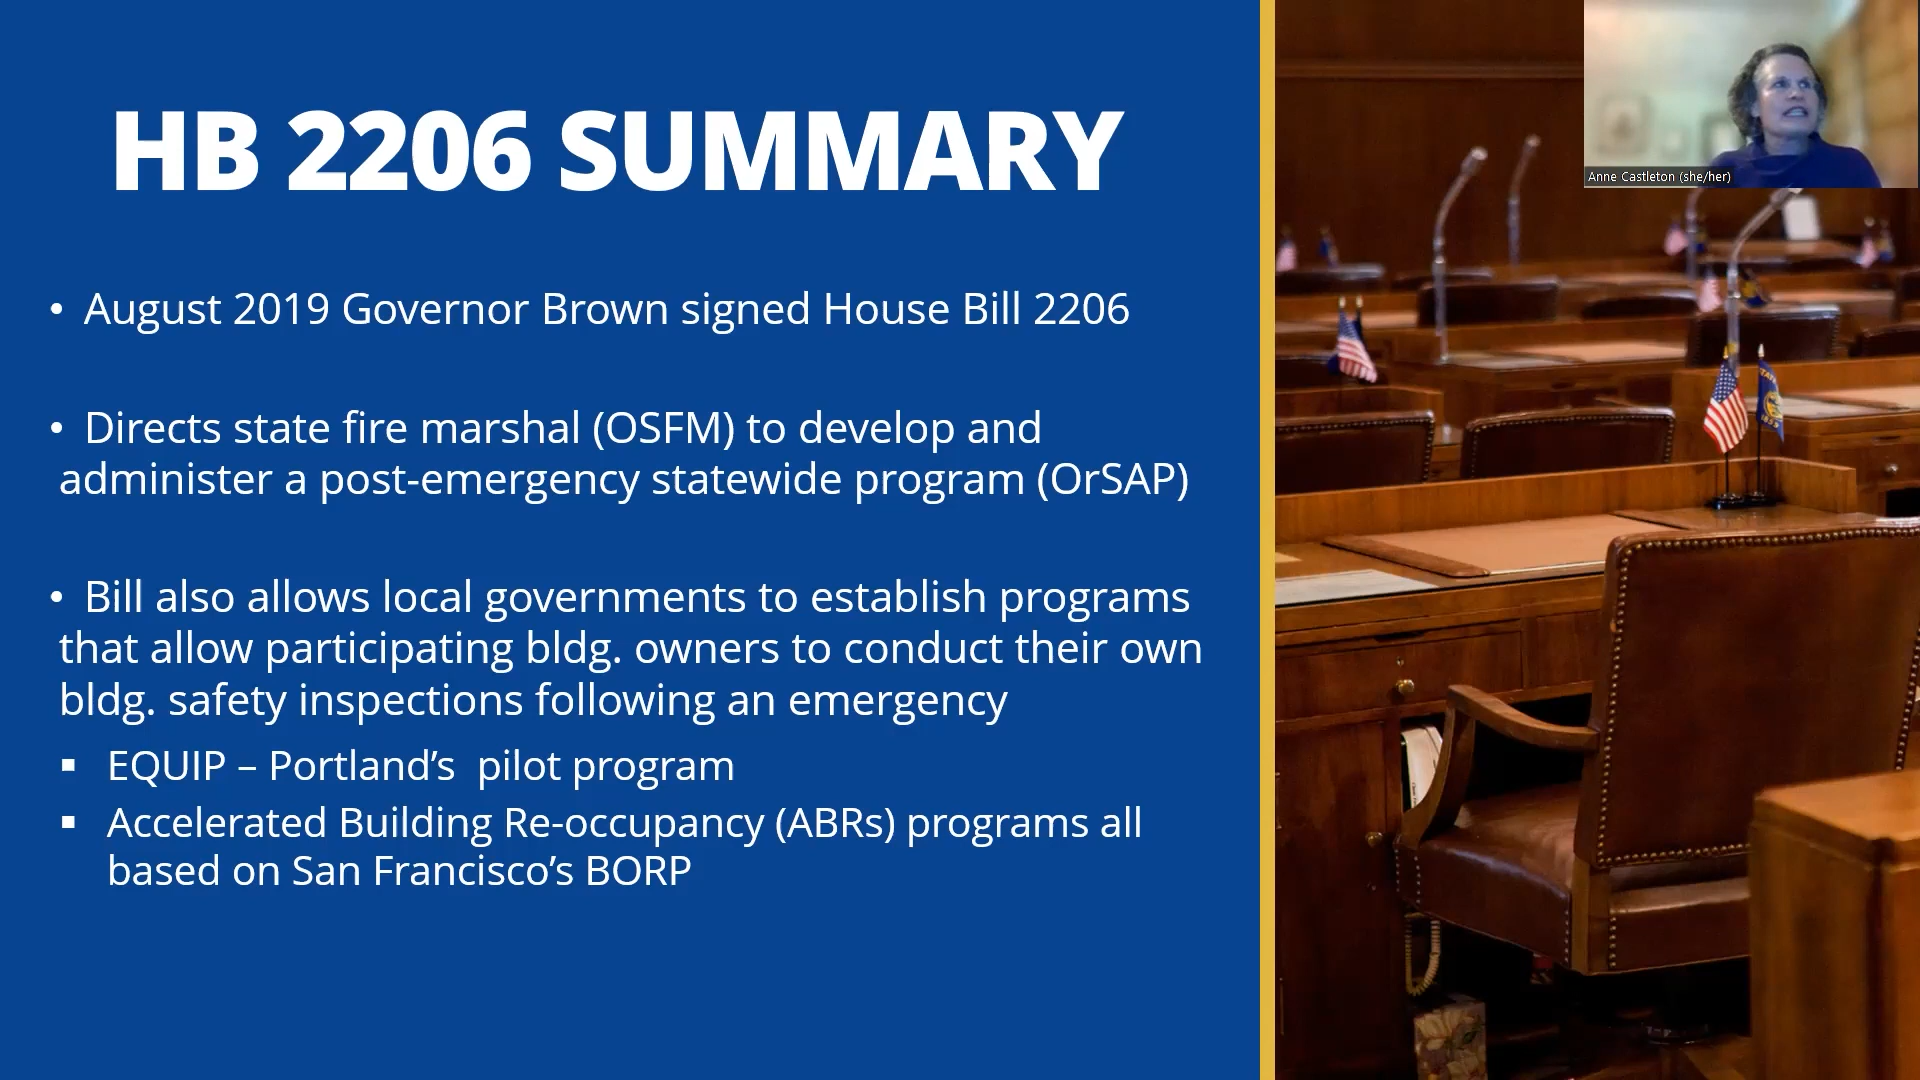 HB 2206 SUMMARY
• August 2019 Governor Brown signed House Bill 2206
• Directs state fire marshal (OSFM) to develop and
administer a post-emergency statewide program (OrSAP)
• Bill also allows local governments to establish programs
that allow participating bldg. owners to conduct their own
bldg. safety inspections following an emergency
▪ EQUIP – Portland’s  pilot program
▪ Accelerated Building Re-occupancy (ABRs) programs all
based on San Francisco’s BORP
Anne Castleton (she/her)